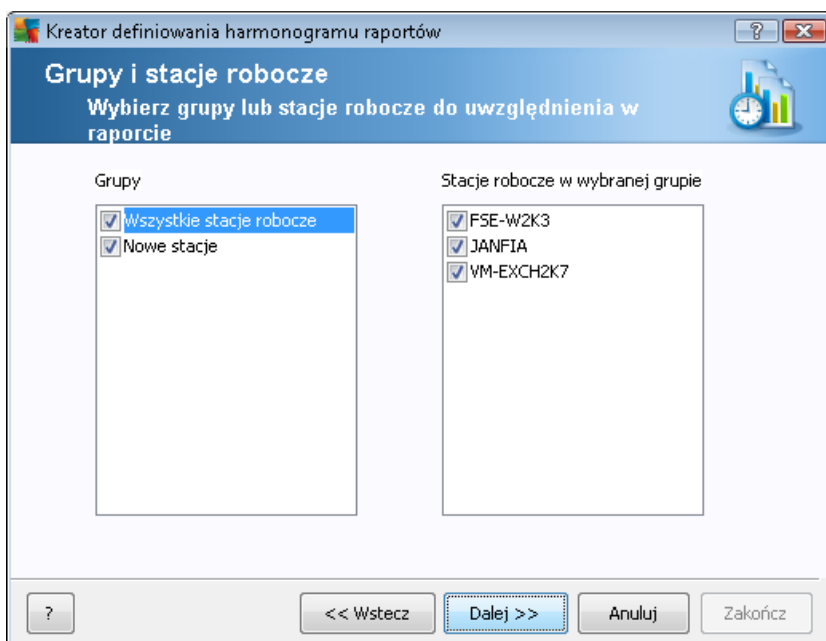 Kreator definiowania harmonogramu raportów
Grupy i stacje robocze
Wybierz grupy lub stacje robocze do uwzględnienia w
raporcie
Grupy
Stacje robocze w wybranej grupie
Wszystkie stacje robocze
Nowe stacje
FSE-W2K3
JANFIA
VM-EXCH2K7
?
<< Wstecz
Dalej >>
Anuluj
Zakończ